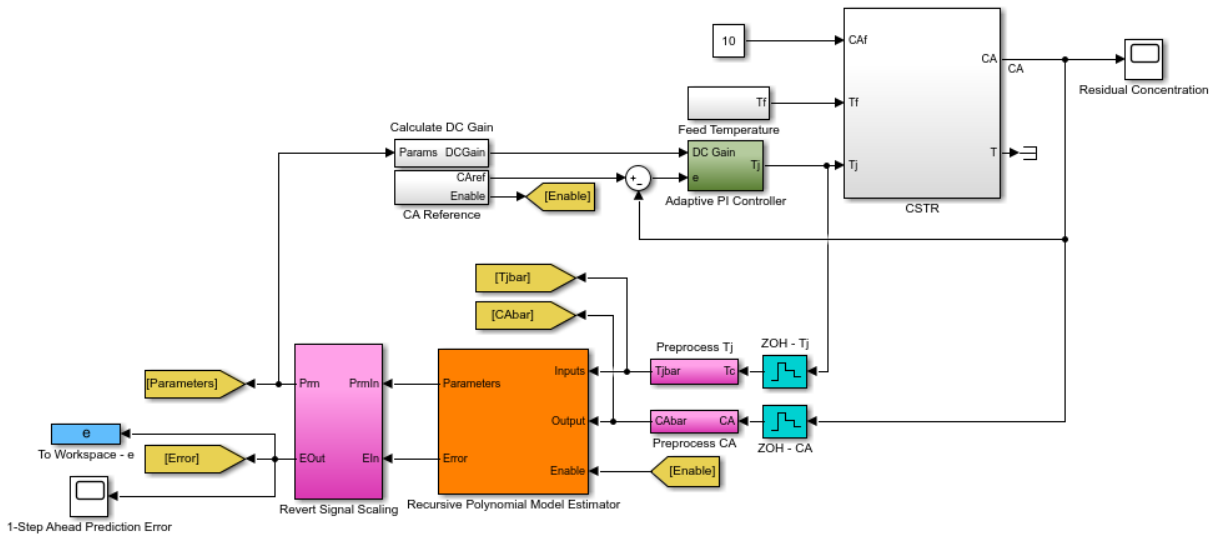 10
CAf
CA
CA
Residual Concentration
Tf
Tf
Feed Temperature
Calculate DC Gain
Params DCGain
DC Gain
Tj
e
Adaptive PI Controller
Tj
T
CSTR
CAref
Enable
CA Reference
[Enable]
+
−
[Tjbar]
[CAbar]
Preprocess Tj
Tjbar Tc
ZOH - Tj
CAbar CA
Preprocess CA
ZOH - CA
Inputs
Output
Enable
Parameters
Error
Recursive Polynomial Model Estimator
[Enable]
Prm PrmIn
EOut EIn
Revert Signal Scaling
[Parameters]
e
To Workspace - e
[Error]
1-Step Ahead Prediction Error